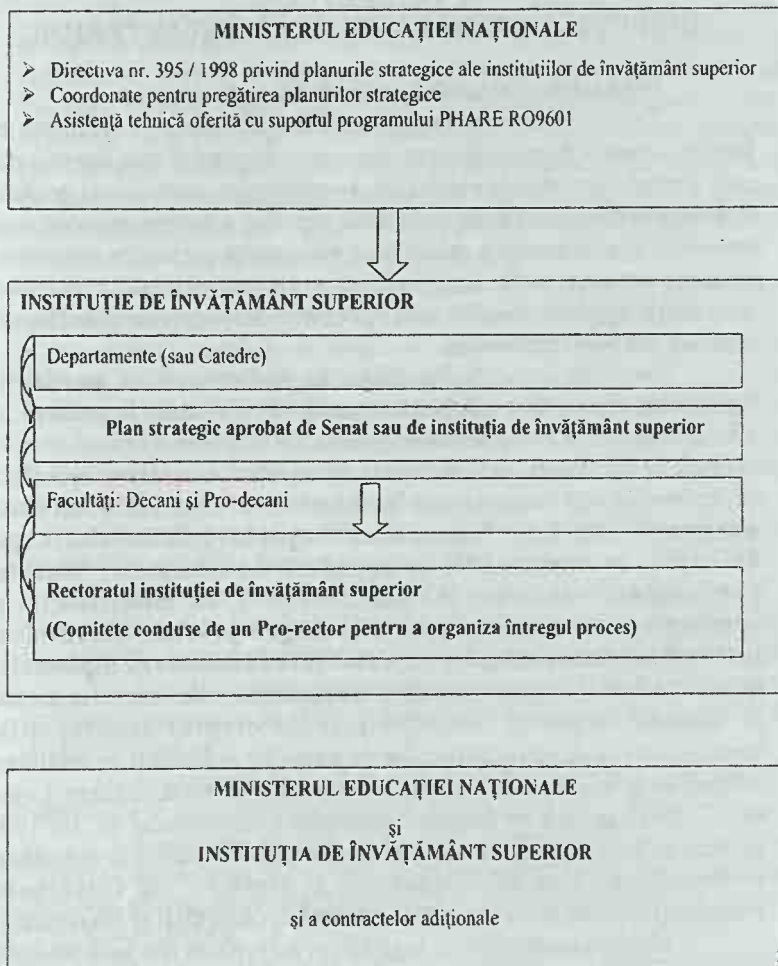 MINISTERUL EDUCAȚIEI NAȚIONALE
➢ Directiva nr. 395 / 1998 privind planurile strategice ale instituțiilor de învățământ superior
➢ Coordonate pentru pregătirea planurilor strategice
➢ Asistență tehnică oferită cu suportul programului PHARE RO9601
INSTITUȚIE DE ÎNVĂȚĂMÂNT SUPERIOR
Departamente (sau Catedre)
Plan strategic aprobat de Senat sau de instituția de învățământ superior
Facultăți: Decani și Pro-decani
Rectoratul instituției de învățământ superior
(Comitete conduse de un Pro-rector pentru a organiza întregul proces)
MINISTERUL EDUCAȚIEI NAȚIONALE
și
INSTITUȚIA DE ÎNVĂȚĂMÂNT SUPERIOR
și a contractelor adiționale